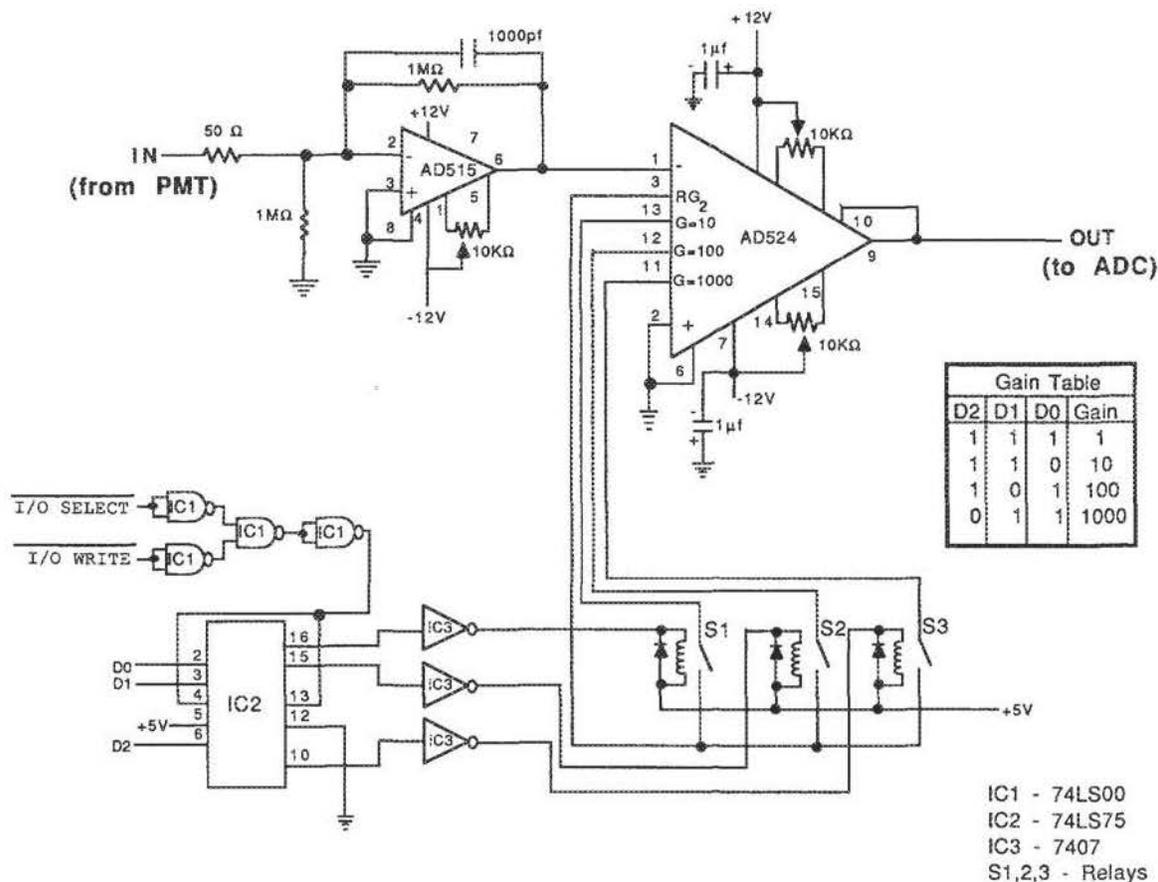 1000pf
1MΩ
+12V
50 Ω
IN
(from PMT)
1MΩ
2
-
7
AD515
6
3
+
8
4
1
5
10KΩ
-12V
+12V
1µf
-
+
10KΩ
1
-
3
RG2
13
G=10
12
G=100
11
G=1000
AD524
10
9
OUT
(to ADC)
2
+
6
7
14
15
10KΩ
-12V
-
1µf
+
Gain Table
D2 D1 D0 Gain
1 1 1 1
1 1 0 10
1 0 1 100
0 1 1 1000
I/O SELECT
IC1
IC1
IC1
I/O WRITE
IC1
D0
D1
+5V
D2
2
3
4
5
6
IC2
16
15
13
12
10
IC3
IC3
IC3
S1
S2
S3
+5V
IC1 - 74LS00
IC2 - 74LS75
IC3 - 7407
S1,2,3 - Relays